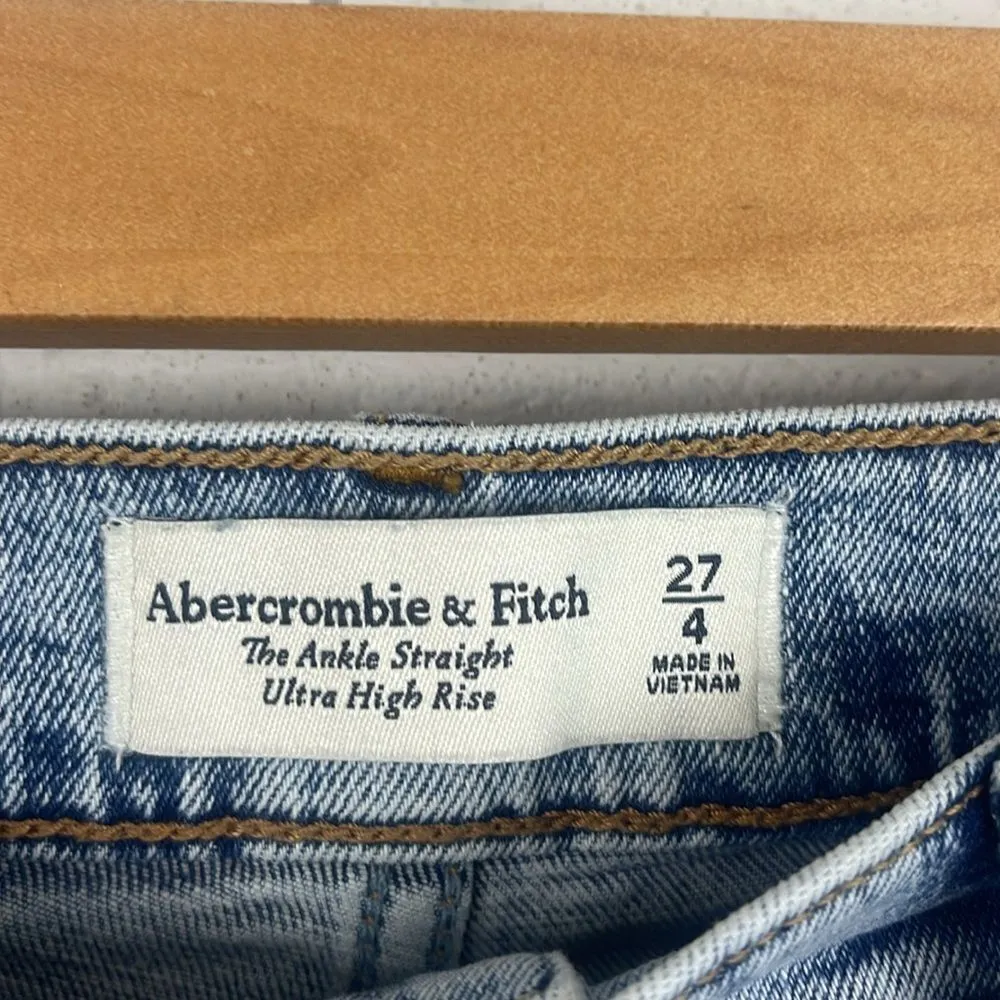 Abercrombie & Fitch
The Ankle Straight
Ultra High Rise
27
4
MADE IN
VIETNAM